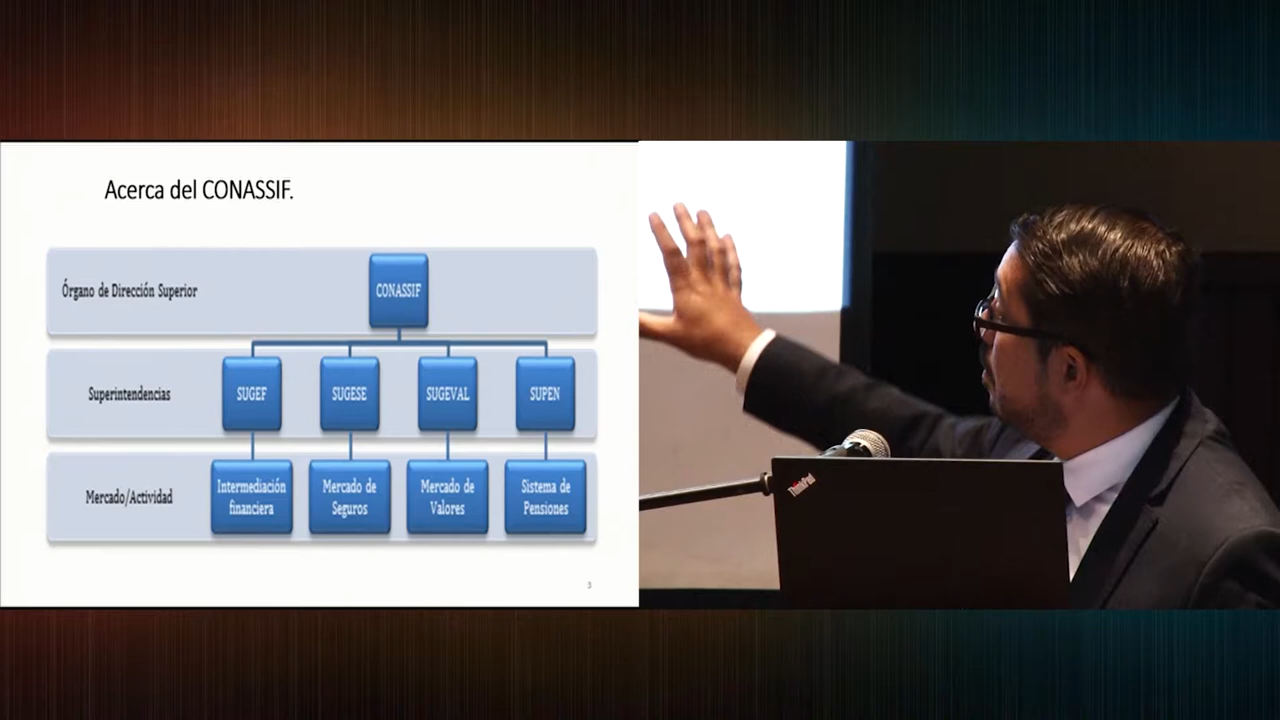 Acerca del CONASSIF.
Órgano de Dirección Superior
CONASSIF
Superintendencias
SUGEF
SUGESE
SUGEVAL
SUPEN
Mercado/Actividad
Intermediación
financiera
Mercado de
Seguros
Mercado de
Valores
Sistema de
Pensiones
3
ThinkPad